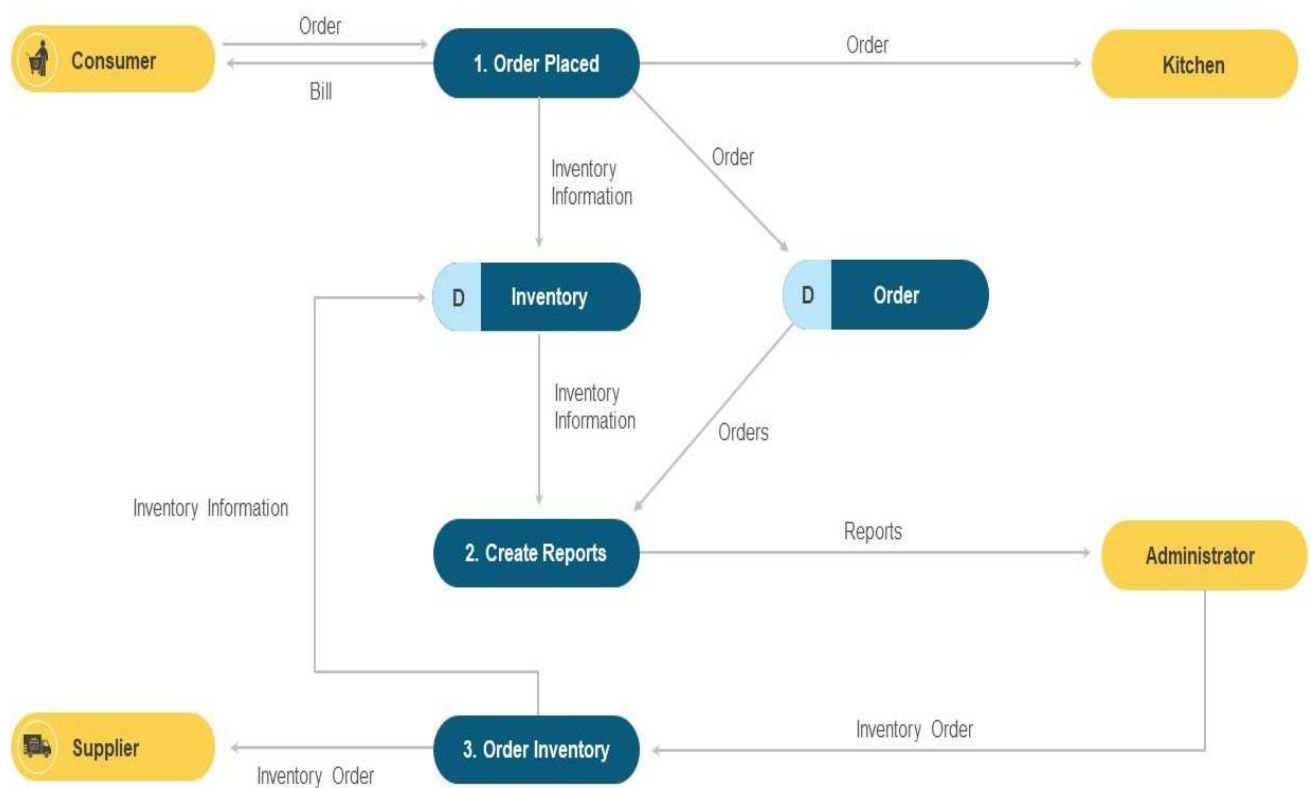 Order
Consumer
1. Order Placed
Order
Kitchen
Bill
Inventory
Information
Order
D
Inventory
D
Order
Inventory
Information
Orders
Inventory Information
2. Create Reports
Reports
Administrator
Supplier
3. Order Inventory
Inventory Order
Inventory Order